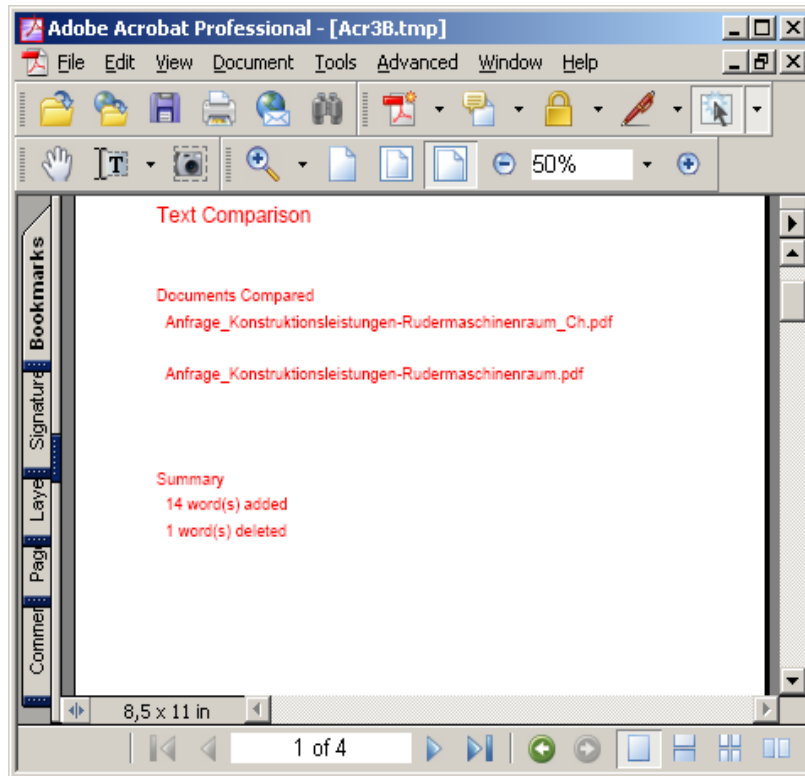 Adobe Acrobat Professional - [Acr3B.tmp]
File Edit View Document Tools Advanced Window Help
50%
Text Comparison
Documents Compared
Anfrage_Konstruktionsleistungen-Rudermaschinenraum_Ch.pdf
Anfrage_Konstruktionsleistungen-Rudermaschinenraum.pdf
Summary
14 word(s) added
1 word(s) deleted
Bookmarks
Signature
Laye
Page
Commen
8,5 x 11 in
1 of 4